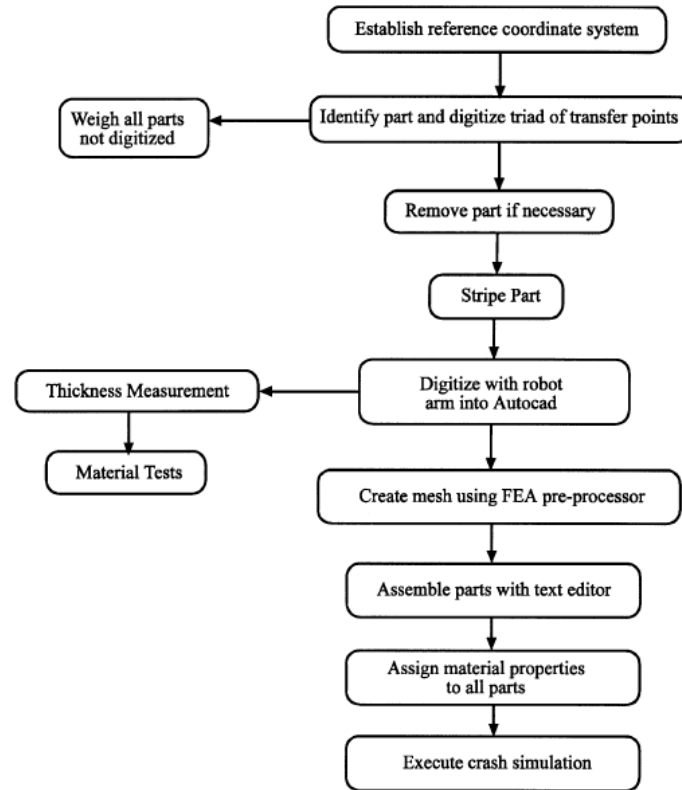 Establish reference coordinate system
Weigh all parts
not digitized
Identify part and digitize triad of transfer points
Remove part if necessary
Stripe Part
Thickness Measurement
Digitize with robot
arm into Autocad
Material Tests
Create mesh using FEA pre-processor
Assemble parts with text editor
Assign material properties
to all parts
Execute crash simulation